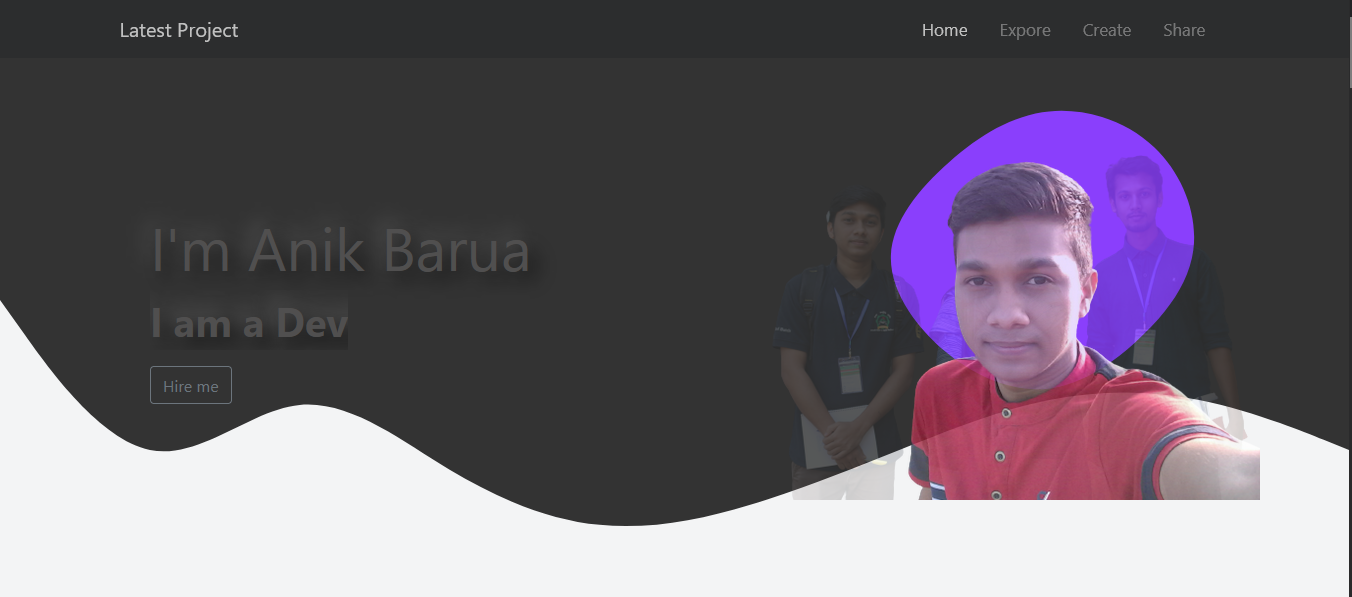 Latest Project
Home Expore Create Share
I'm Anik Barua
I am a Dev
Hire me